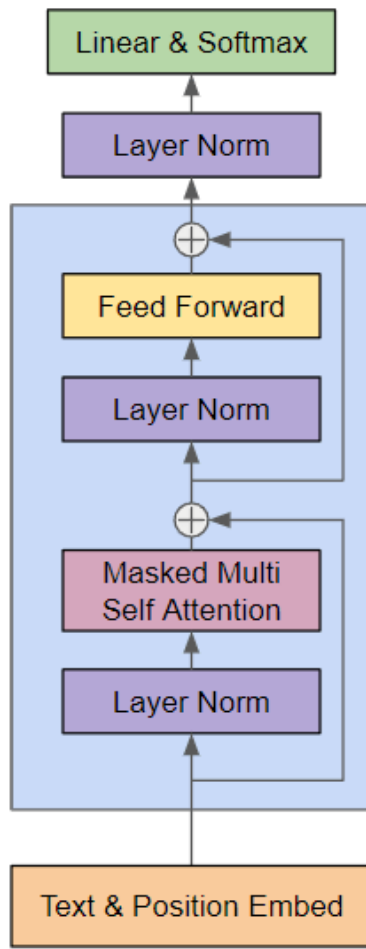 Linear & Softmax
Layer Norm
Feed Forward
Layer Norm
Masked Multi
Self Attention
Layer Norm
Text & Position Embed